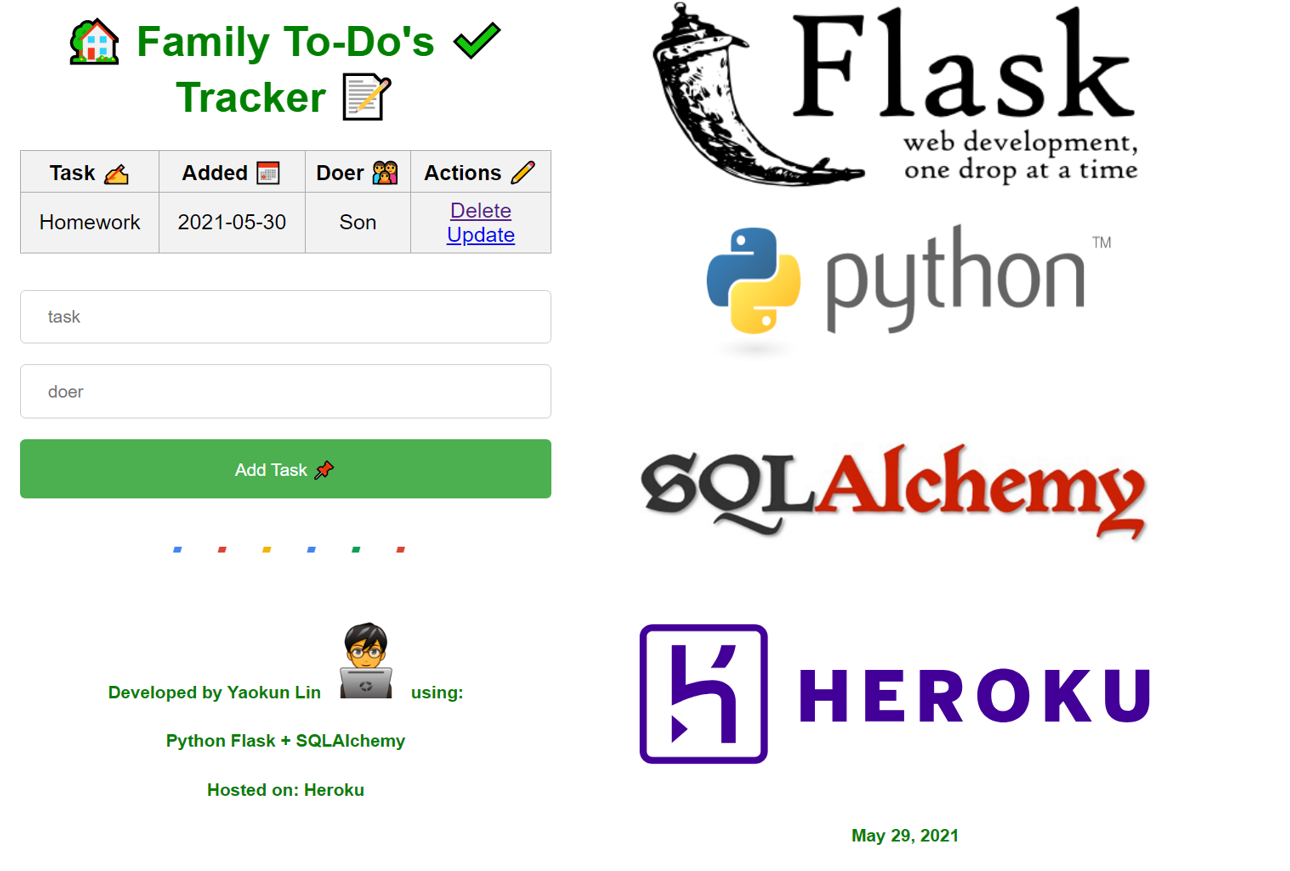 Family To-Do's
Tracker
Task Added Doer Actions
Homework 2021-05-30 Son Delete
Update
task
doer
Add Task
Developed by Yaokun Lin using:
Python Flask + SQLAlchemy
Hosted on: Heroku
Flask
web development,
one drop at a time
python TM
SQLAlchemy
HEROKU
May 29, 2021